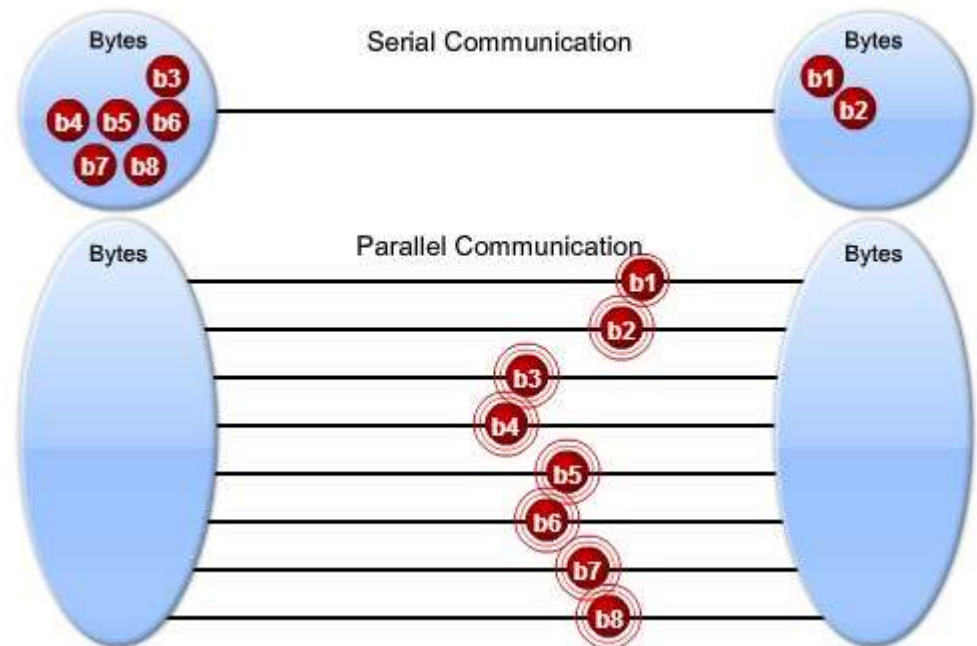 Bytes
Serial Communication
Bytes
b3
b1
b4 b5 b6
b2
b7 b8
Bytes
Parallel Communication
Bytes
b1
b2
b3
b4
b5
b6
b7
b8